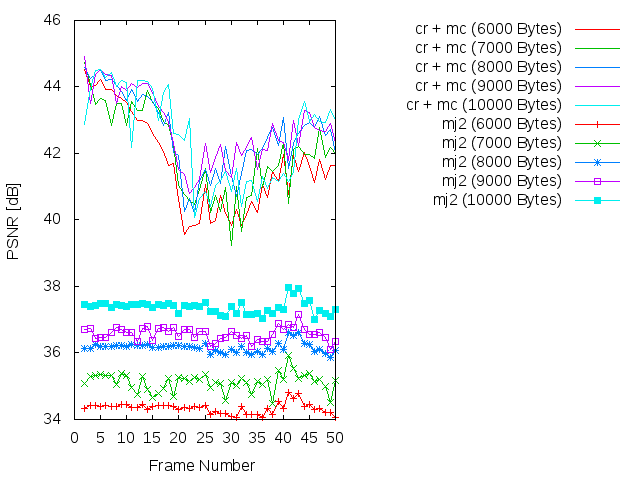 46
44
42
40
38
36
34
PSNR [dB]
0 5 10 15 20 25 30 35 40 45 50
Frame Number
cr + mc (6000 Bytes)
cr + mc (7000 Bytes)
cr + mc (8000 Bytes)
cr + mc (9000 Bytes)
cr + mc (10000 Bytes)
mj2 (6000 Bytes)
mj2 (7000 Bytes)
mj2 (8000 Bytes)
mj2 (9000 Bytes)
mj2 (10000 Bytes)